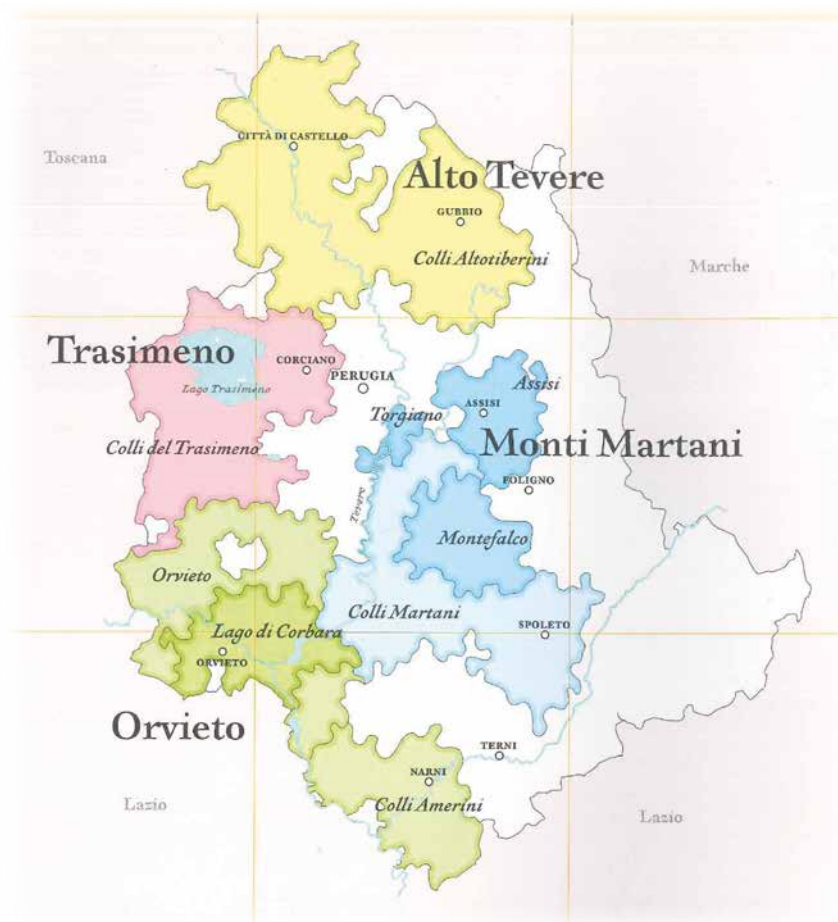 CITTÀ DI CASTELLO
Toscana
Alto Tevere
GUBBIO
Colli Altotiberini
Marche
Trasimeno
CORCIANO
PERUGIA
Lago Trasimeno
Assisi
ASSISI
Torgiano
Colli del Trasimeno
Monti Martani
FOLIGNO
Tevere
Montefalco
Orvieto
Colli Martani
SPOLETO
Lago di Corbara
ORVIETO
Orvieto
TERNI
NARNI
Colli Amerini
Lazio
Lazio